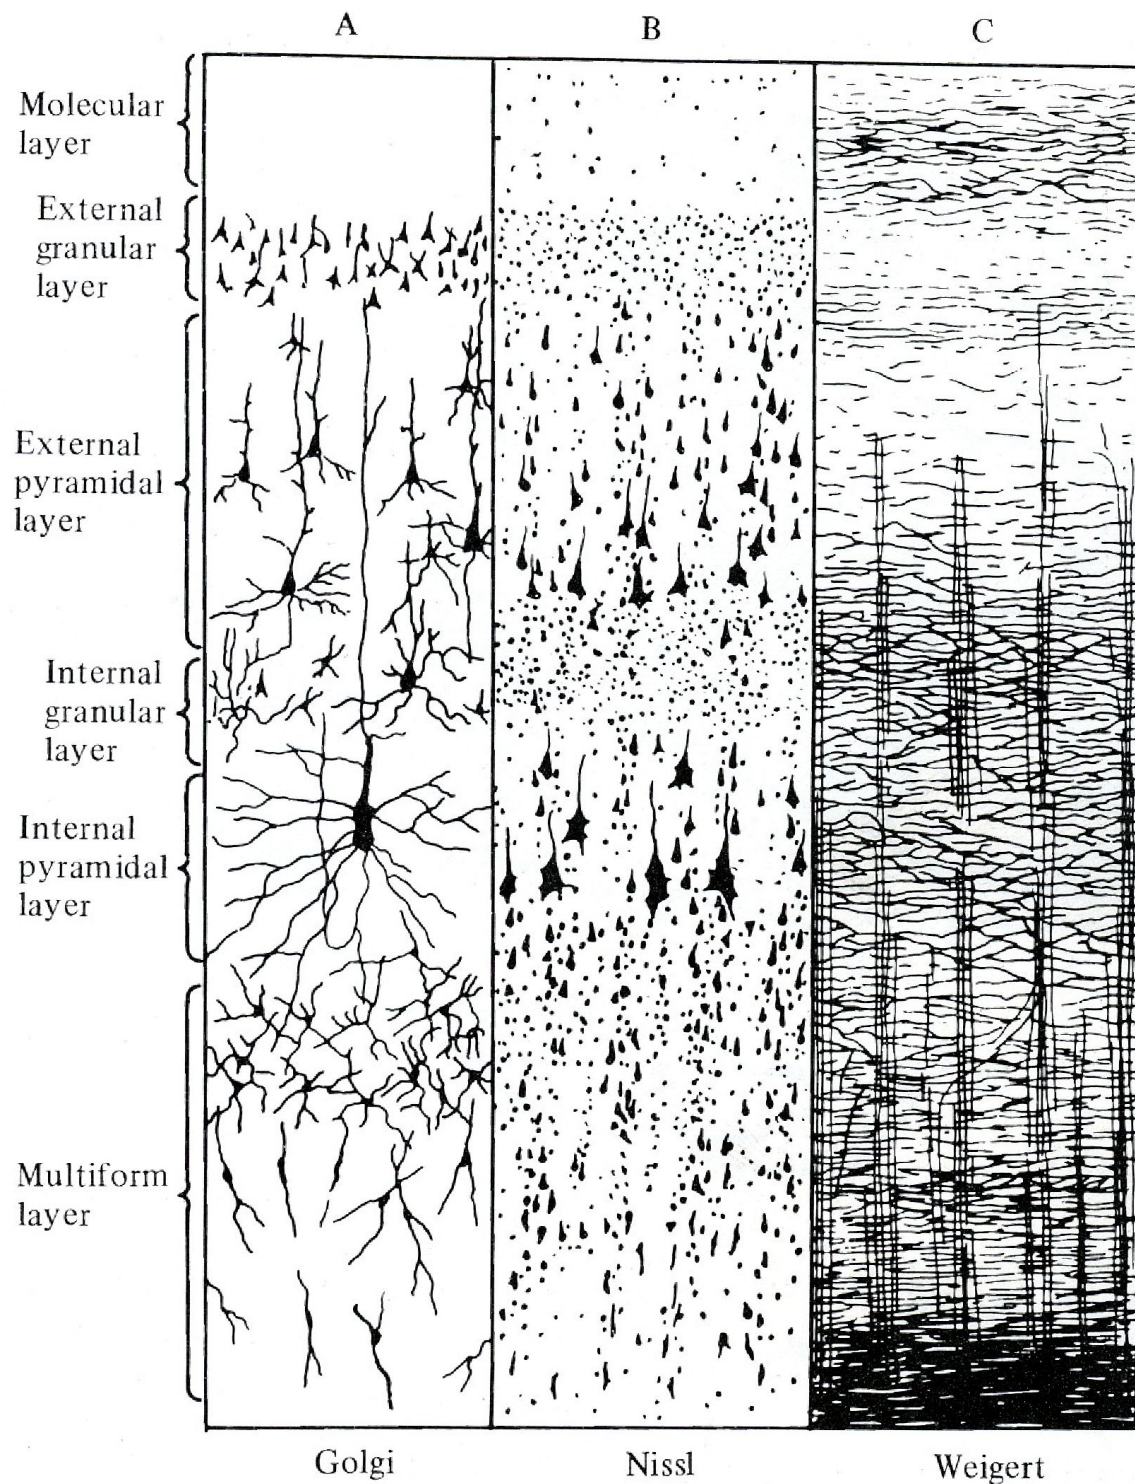 A
B
C
Molecular
layer
External
granular
layer
External
pyramidal
layer
Internal
granular
layer
Internal
pyramidal
layer
Multiform
layer
Golgi
Nissl
Weigert